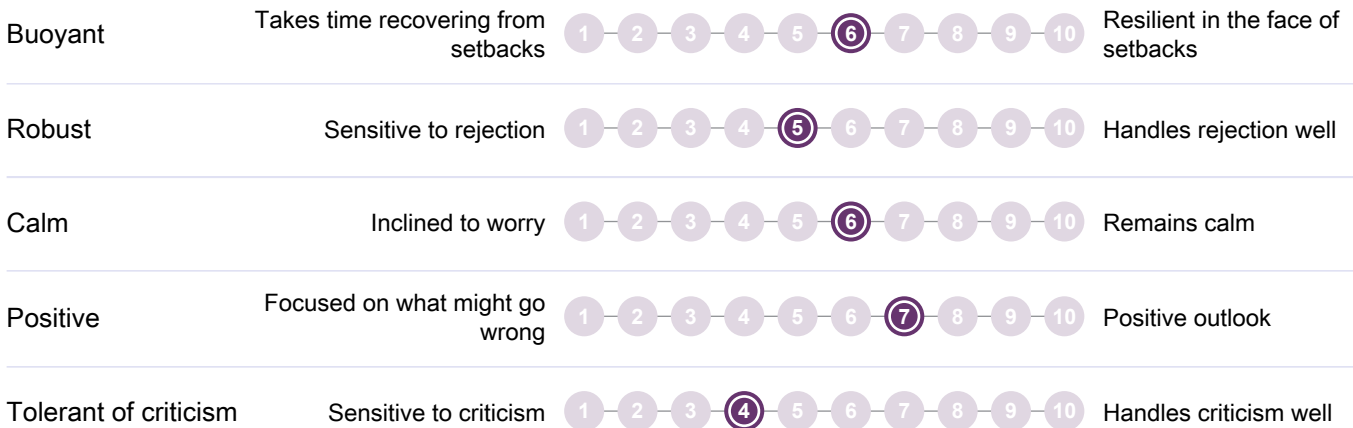 Buoyant
Takes time recovering from
setbacks
1 2 3 4 5 6 7 8 9 10
Resilient in the face of
setbacks
Robust
Sensitive to rejection
1 2 3 4 5 6 7 8 9 10
Handles rejection well
Calm
Inclined to worry
1 2 3 4 5 6 7 8 9 10
Remains calm
Positive
Focused on what might go
wrong
1 2 3 4 5 6 7 8 9 10
Positive outlook
Tolerant of criticism
Sensitive to criticism
1 2 3 4 5 6 7 8 9 10
Handles criticism well